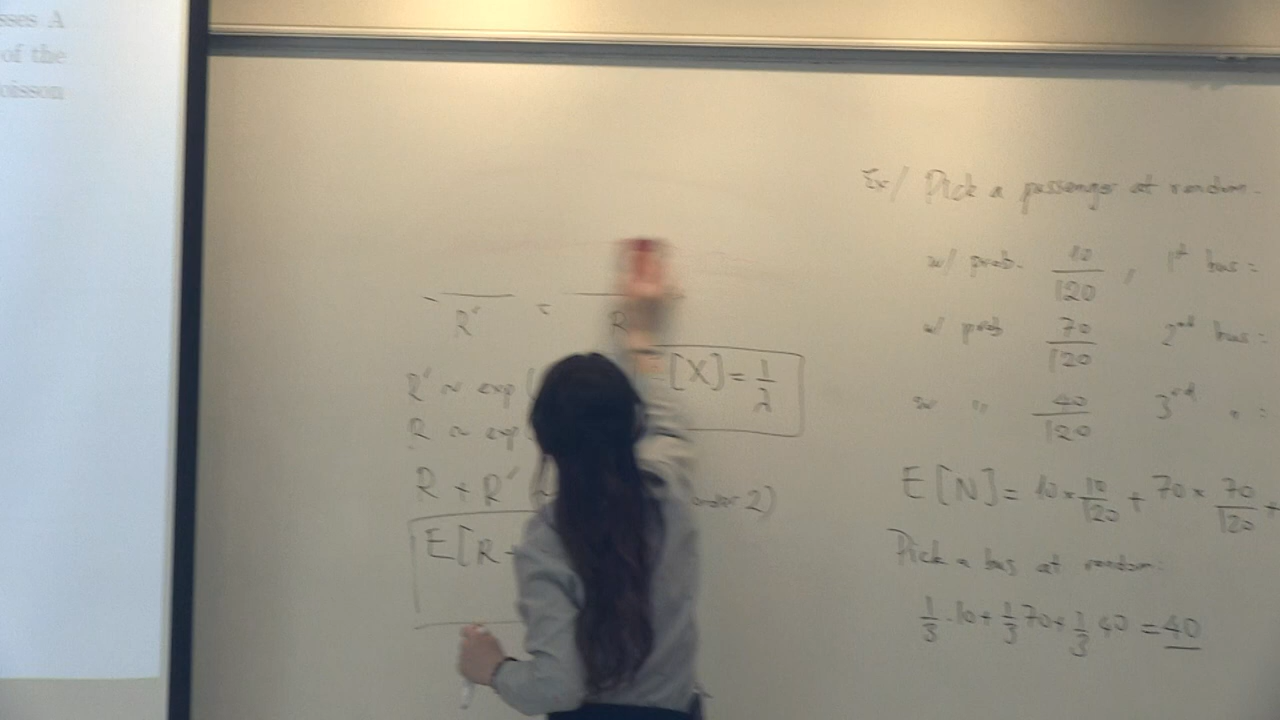 sses A
of the
oisson
R′ R
R′ ~ exp(
R ~ exp
[X] = 1/λ
R + R′ order 2)
E[R +
Ex/ Pick a passenger at random.
w/ prob. 10/120 , 1st bus:
w/ prob 70/120 2nd bus:
w " 40/120 3rd " :
E[N] = 10 × 10/120 + 70 × 70/120 +
Pick a bus at random:
1/3 · 10 + 1/3 70 + 1/3 40 = 40